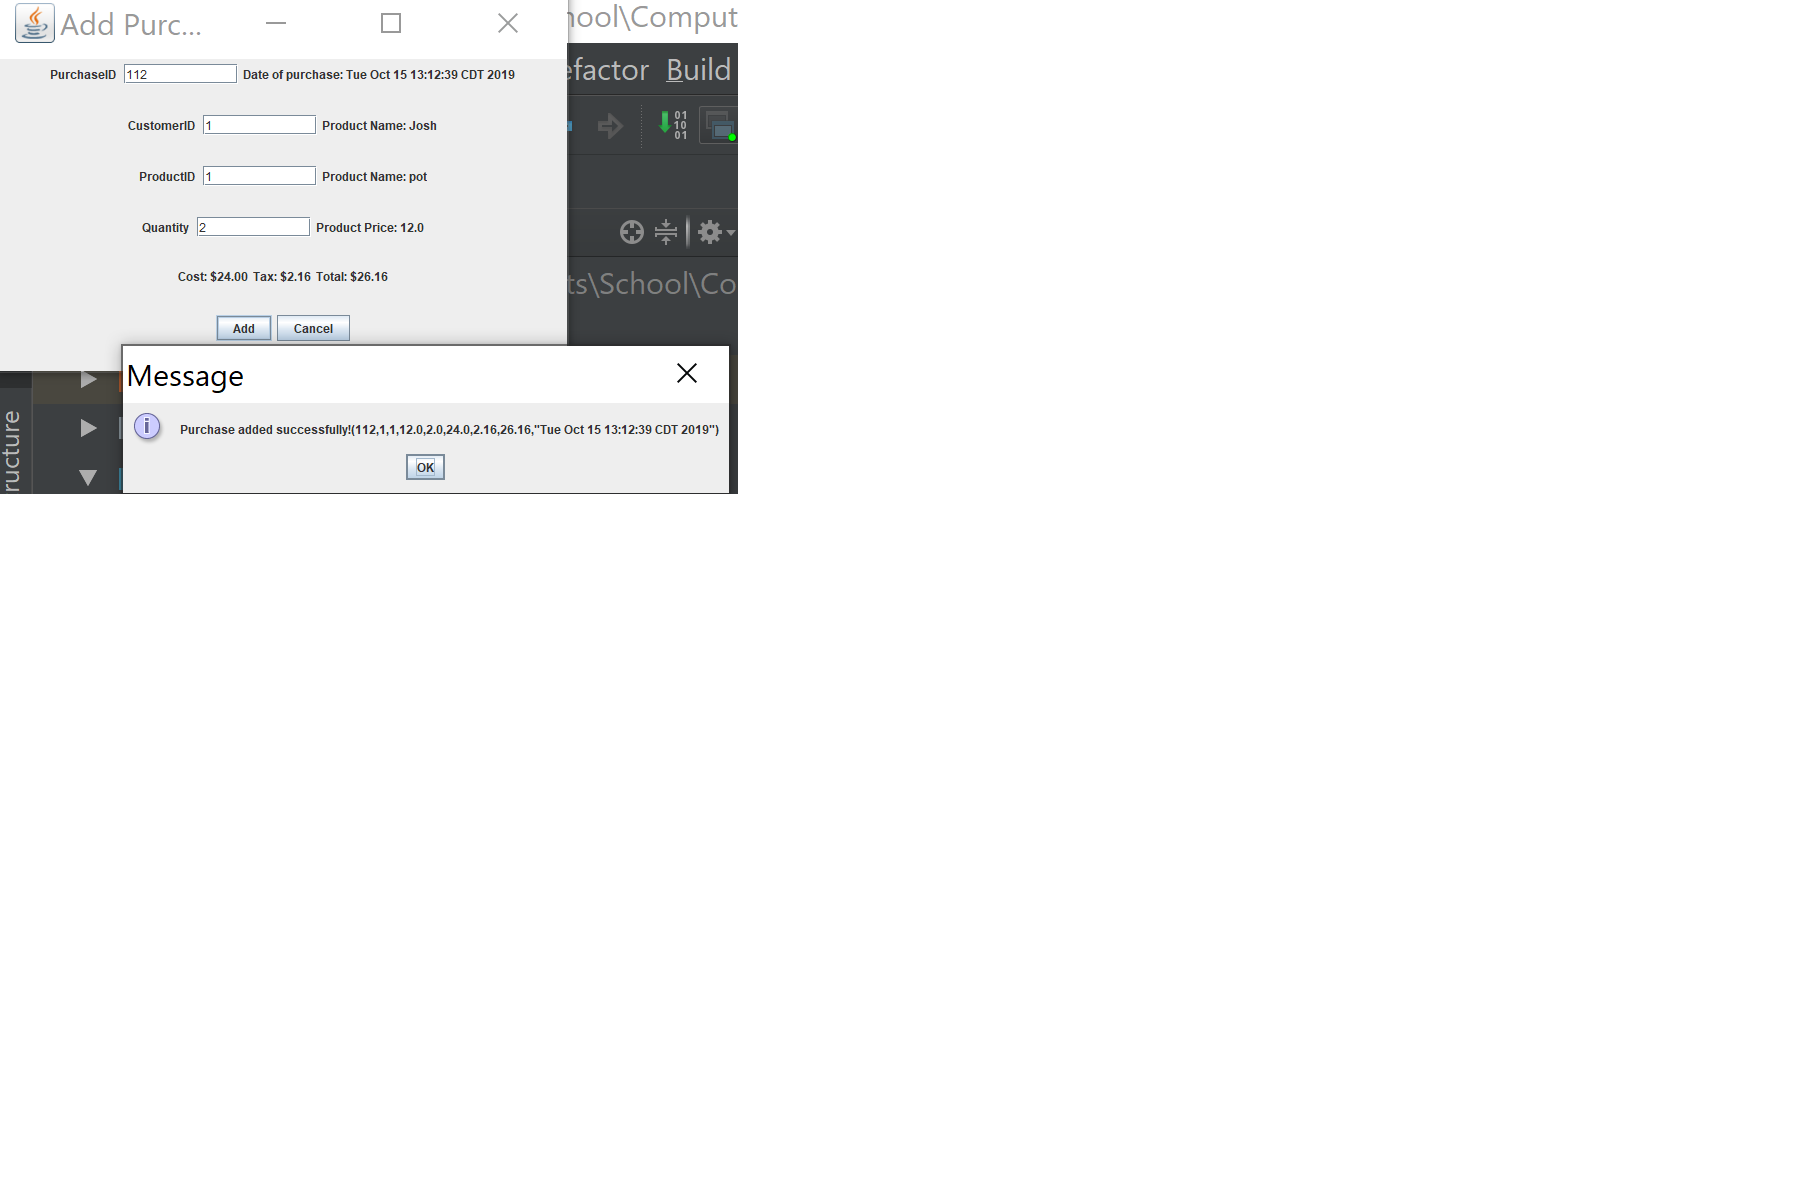 Add Purc...
PurchaseID 112 Date of purchase: Tue Oct 15 13:12:39 CDT 2019
CustomerID 1 Product Name: Josh
ProductID 1 Product Name: pot
Quantity 2 Product Price: 12.0
Cost: $24.00 Tax: $2.16 Total: $26.16
Add Cancel
Message
Purchase added successfully!(112,1,1,12.0,2.0,24.0,2.16,26.16,"Tue Oct 15 13:12:39 CDT 2019")
OK
hool\Comput
efactor Build
01
10
01
ts\School\Co
ructure